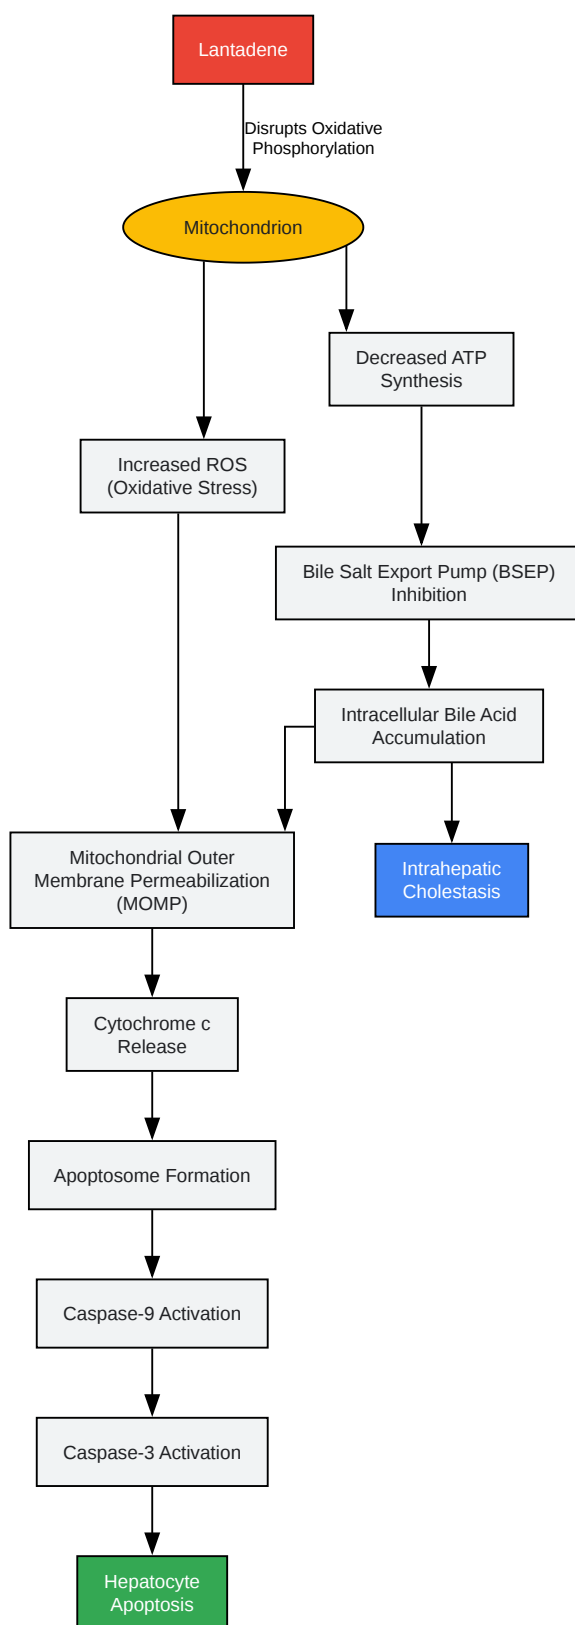 Lantadene
Disrupts Oxidative
Phosphorylation
Mitochondrion
Decreased ATP
Synthesis
Increased ROS
(Oxidative Stress)
Bile Salt Export Pump (BSEP)
Inhibition
Intracellular Bile Acid
Accumulation
Mitochondrial Outer
Membrane Permeabilization
(MOMP)
Intrahepatic
Cholestasis
Cytochrome c
Release
Apoptosome Formation
Caspase-9 Activation
Caspase-3 Activation
Hepatocyte
Apoptosis